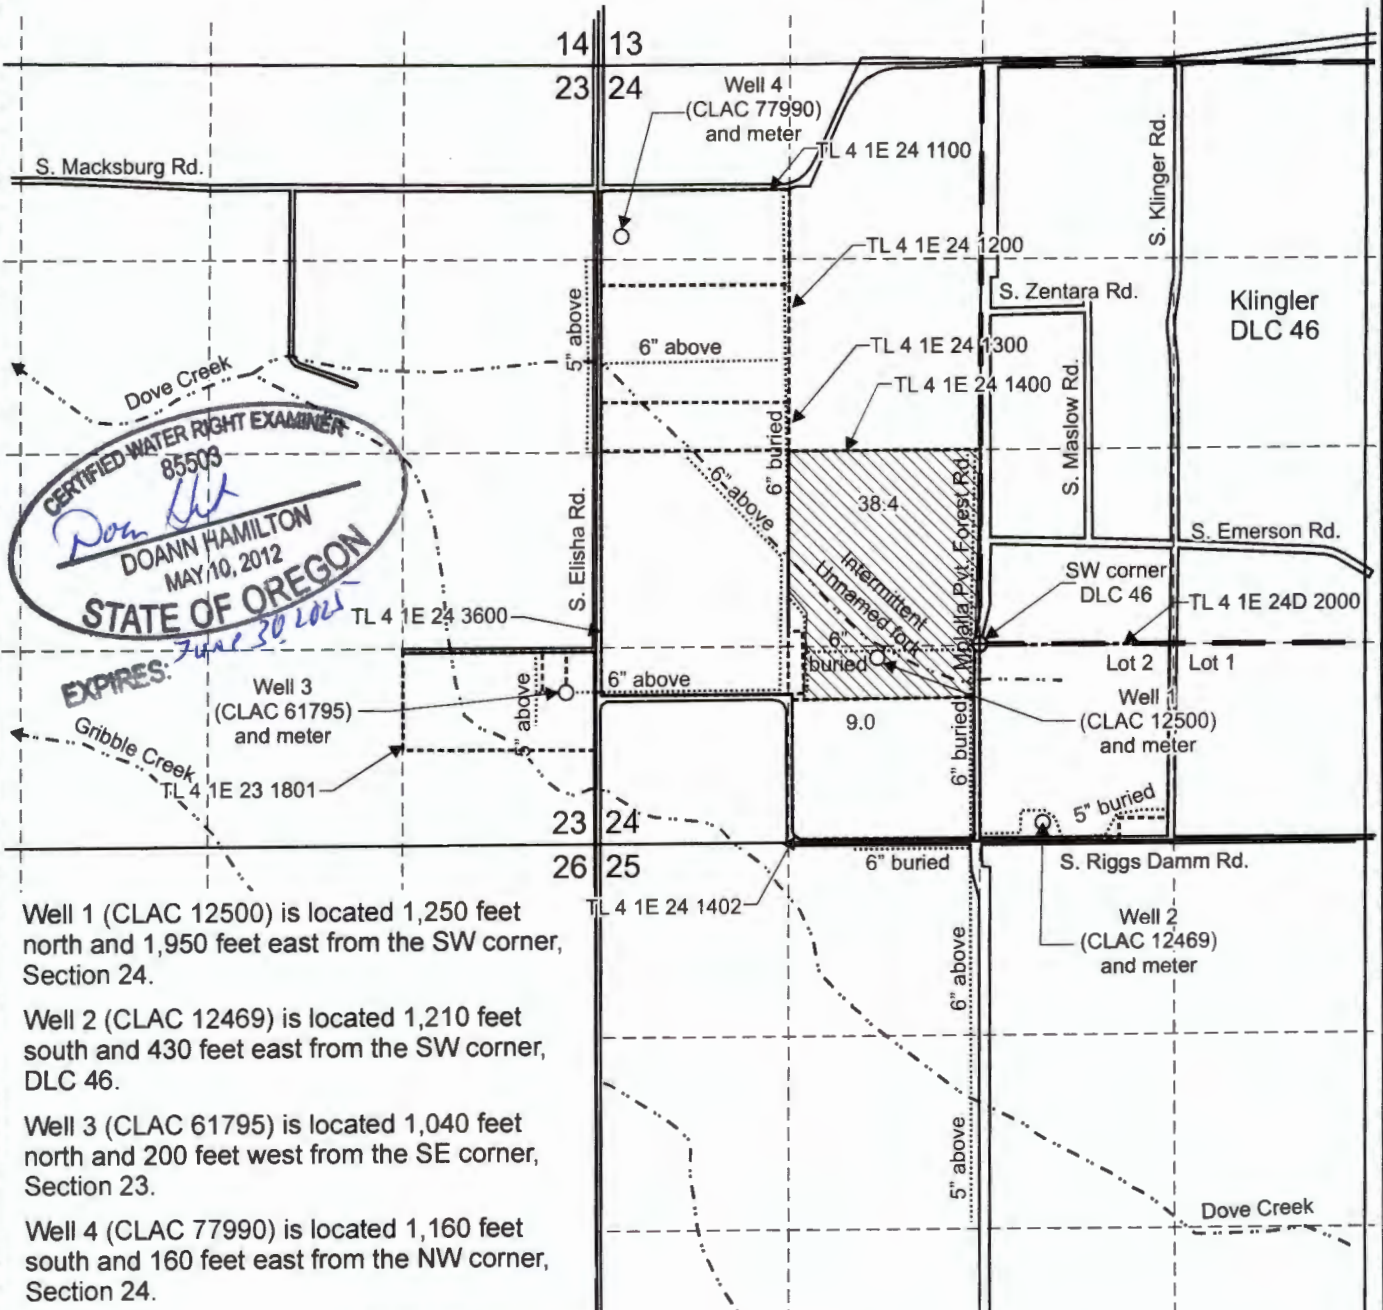 14 13
23 24
Well 4
(CLAC 77990)
and meter
TL 4 1E 24 1100
S. Macksburg Rd.
S. Klinger Rd.
TL 4 1E 24 1200
S. Zentara Rd.
Klingler
DLC 46
5" above
6" above
TL 4 1E 24 1300
TL 4 1E 24 1400
Dove Creek
S. Maslow Rd.
6" buried
6" above
CERTIFIED WATER RIGHT EXAMINER
85503
DOANN HAMILTON
MAY 10, 2012
STATE OF OREGON
EXPIRES: June 30 2025
38.4
Molalla Pvt. Forest Rd.
S. Emerson Rd.
S. Elisha Rd.
Intermittent
Unnamed fork
SW corner
DLC 46
TL 4 1E 24D 2000
TL 4 1E 24 3600
6"
buried
Lot 2 Lot 1
Well 3
(CLAC 61795)
and meter
5" above
6" above
Well 1
(CLAC 12500)
and meter
9.0
6" buried
Gribble Creek
TL 4 1E 23 1801
5" buried
23 24
26 25
6" buried
S. Riggs Damm Rd.
TL 4 1E 24 1402
Well 2
(CLAC 12469)
and meter
6" above
5" above
Dove Creek
Well 1 (CLAC 12500) is located 1,250 feet
north and 1,950 feet east from the SW corner,
Section 24.
Well 2 (CLAC 12469) is located 1,210 feet
south and 430 feet east from the SW corner,
DLC 46.
Well 3 (CLAC 61795) is located 1,040 feet
north and 200 feet west from the SE corner,
Section 23.
Well 4 (CLAC 77990) is located 1,160 feet
south and 160 feet east from the NW corner,
Section 24.